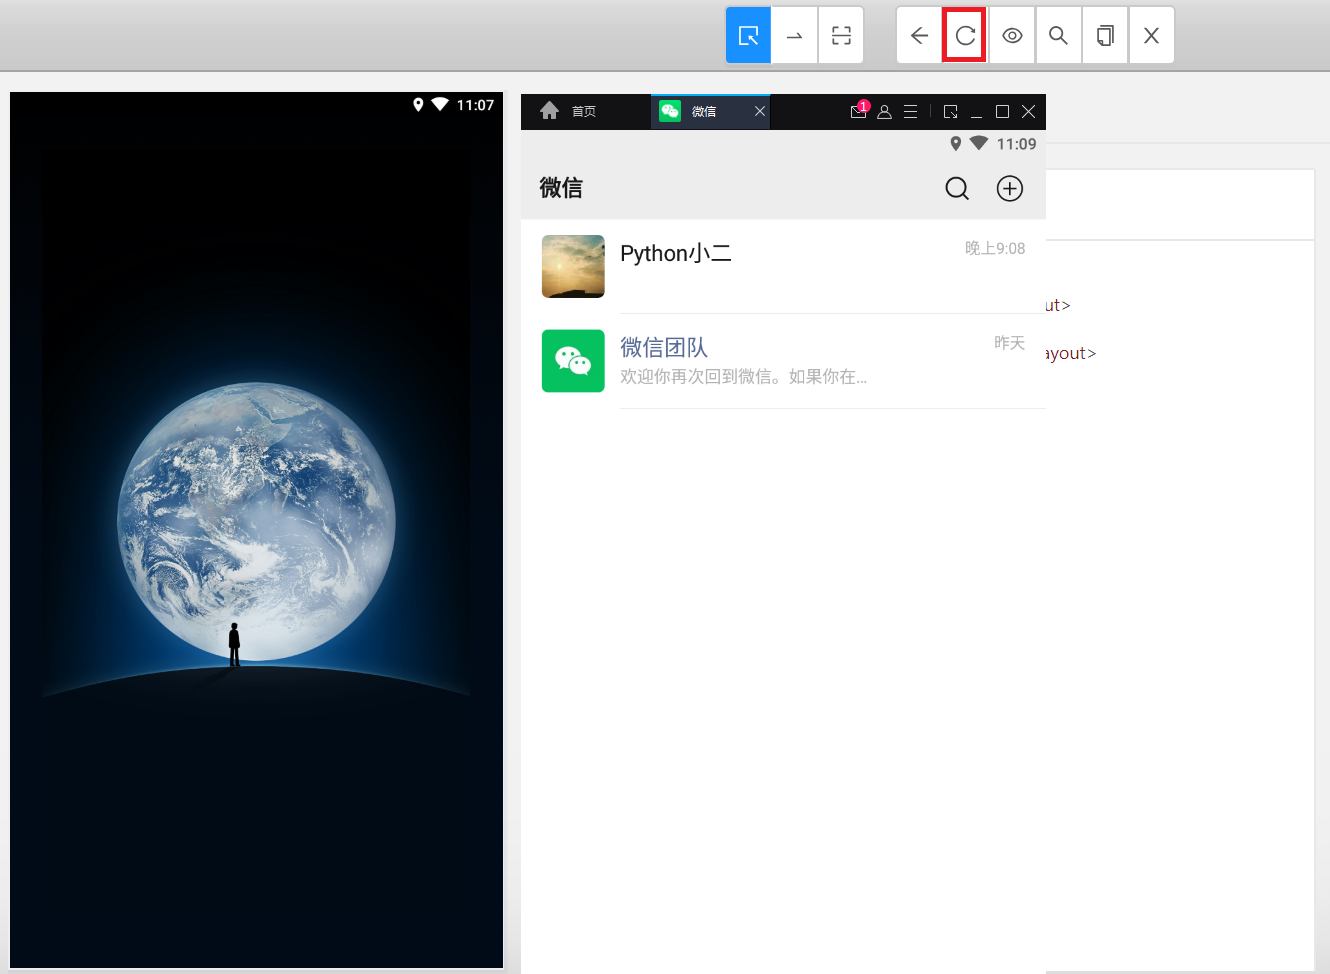 11:07
首页
微信
1
11:09
微信
Python小二
晚上9:08
微信团队
昨天
欢迎你再次回到微信。如果你在...
ut>
ayout>